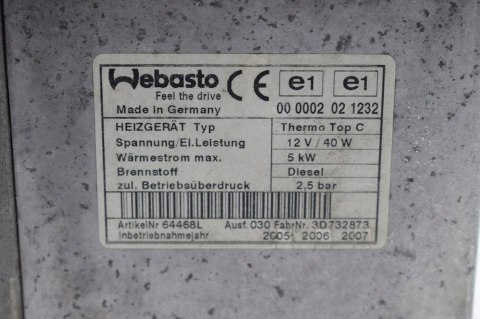 Webasto CE e1 e1
Feel the drive
Made in Germany 00 0002 02 1232
HEIZGERÄT Typ Thermo Top C
Spannung/El.Leistung 12 V / 40 W
Wärmestrom max. 5 kW
Brennstoff Diesel
zul. Betriebsüberdruck 2,5 bar
ArtikelNr 64468L Ausf. 030 FabrNr. 3D732873
Inbetriebnahmejahr 2005 2006 2007